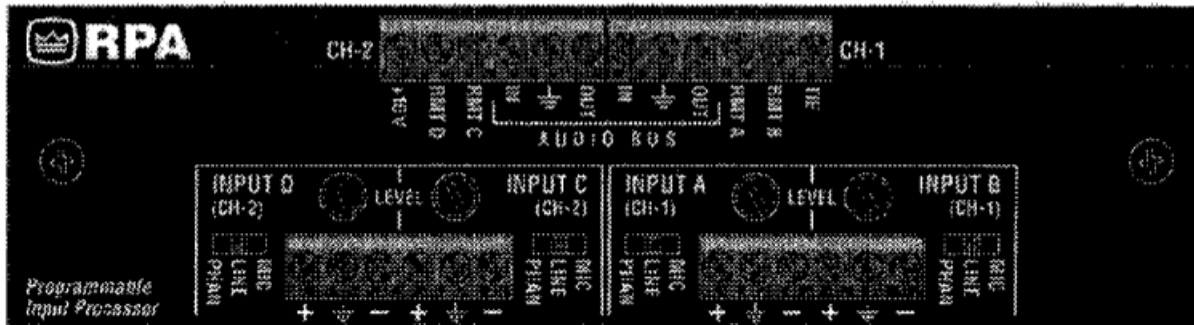 RPA
CH-2
CH-1
RMT D
RMT C
IN
OUT
IN
OUT
RMT A
RMT B
AUDIO BUS
INPUT D
(CH-2)
LEVEL
INPUT C
(CH-2)
INPUT A
(CH-1)
LEVEL
INPUT B
(CH-1)
PHAN
LINE
MIC
PHAN
LINE
MIC
PHAN
LINE
MIC
PHAN
LINE
MIC
Programmable
Input Processor
+ − + −
+ − + −